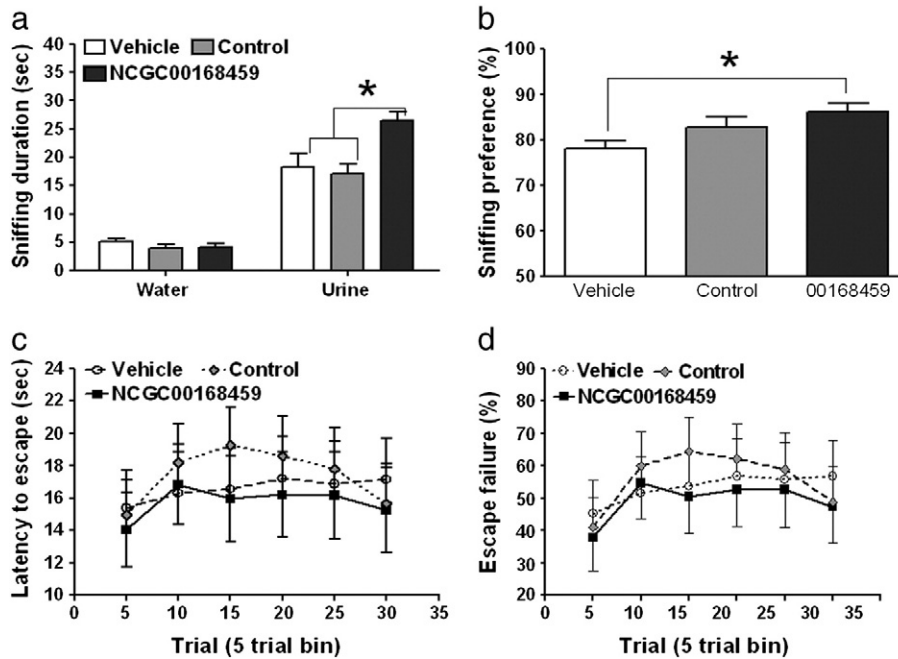 a
Vehicle Control
NCGC00168459
Sniffing duration (sec)
40
35
30
25
20
15
10
5
0
*
Water Urine
b
Sniffing preference (%)
100
90
80
70
60
50
*
Vehicle Control 00168459
c
Vehicle Control
NCGC00168459
Latency to escape (sec)
24
22
20
18
16
14
12
10
0 5 10 15 20 25 30 35
Trial (5 trial bin)
d
Vehicle Control
NCGC00168459
Escape failure (%)
90
80
70
60
50
40
30
20
10
0 5 10 15 20 25 30 35
Trial (5 trial bin)